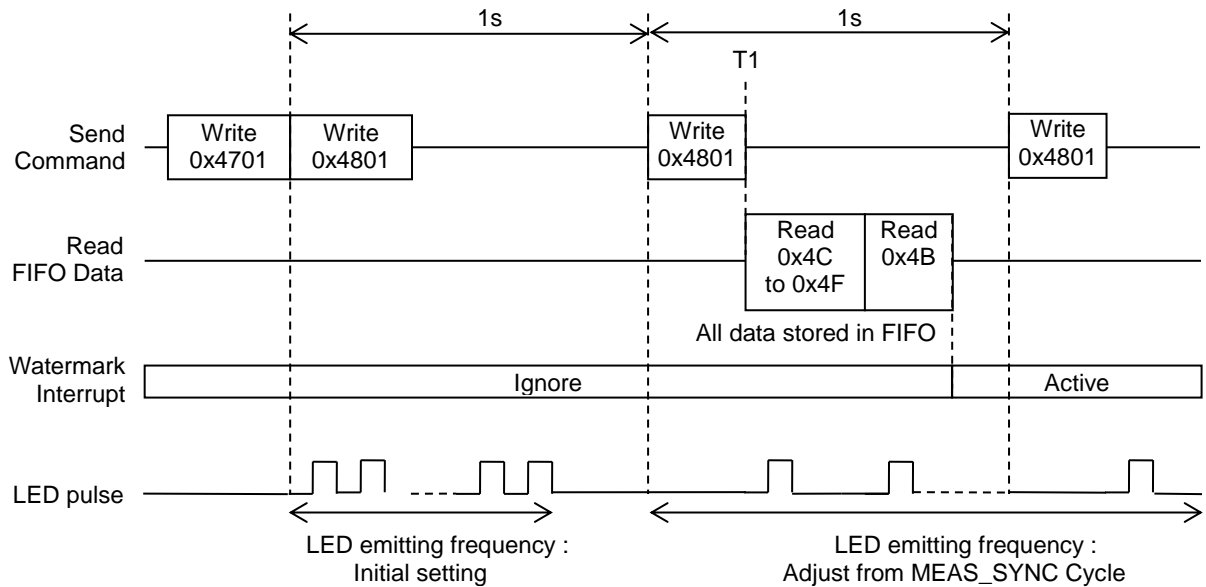 1s
1s
T1
Send
Command
Write
0x4701
Write
0x4801
Write
0x4801
Write
0x4801
Read
FIFO Data
Read
0x4C
to 0x4F
Read
0x4B
All data stored in FIFO
Watermark
Interrupt
Ignore
Active
LED pulse
LED emitting frequency :
Initial setting
LED emitting frequency :
Adjust from MEAS_SYNC Cycle